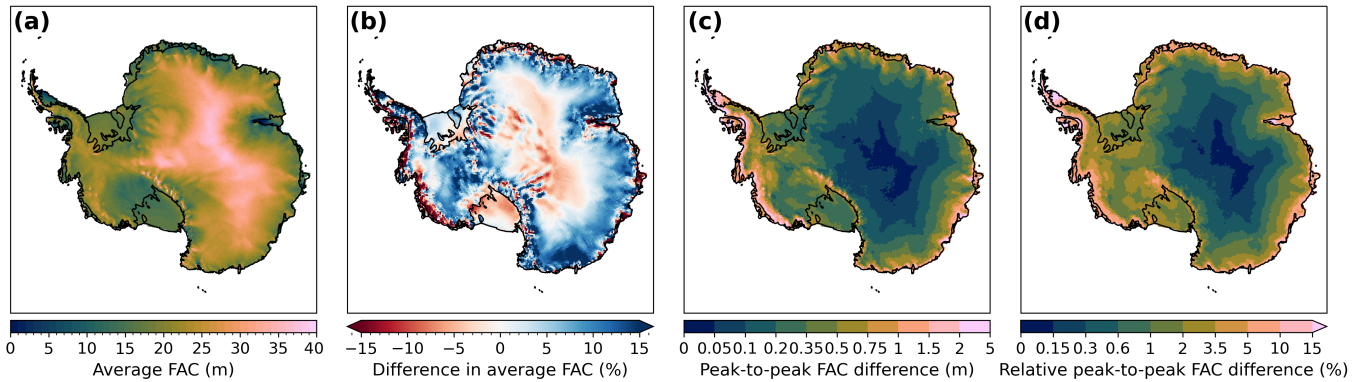 (a) (b) (c) (d)
0 5 10 15 20 25 30 35 40
Average FAC (m)
−15 −10 −5 0 5 10 15
Difference in average FAC (%)
0 0.05 0.1 0.20 0.35 0.5 0.75 1 1.5 2 5
Peak-to-peak FAC difference (m)
0 0.15 0.3 0.6 1 2 3.5 5 10 15
Relative peak-to-peak FAC difference (%)